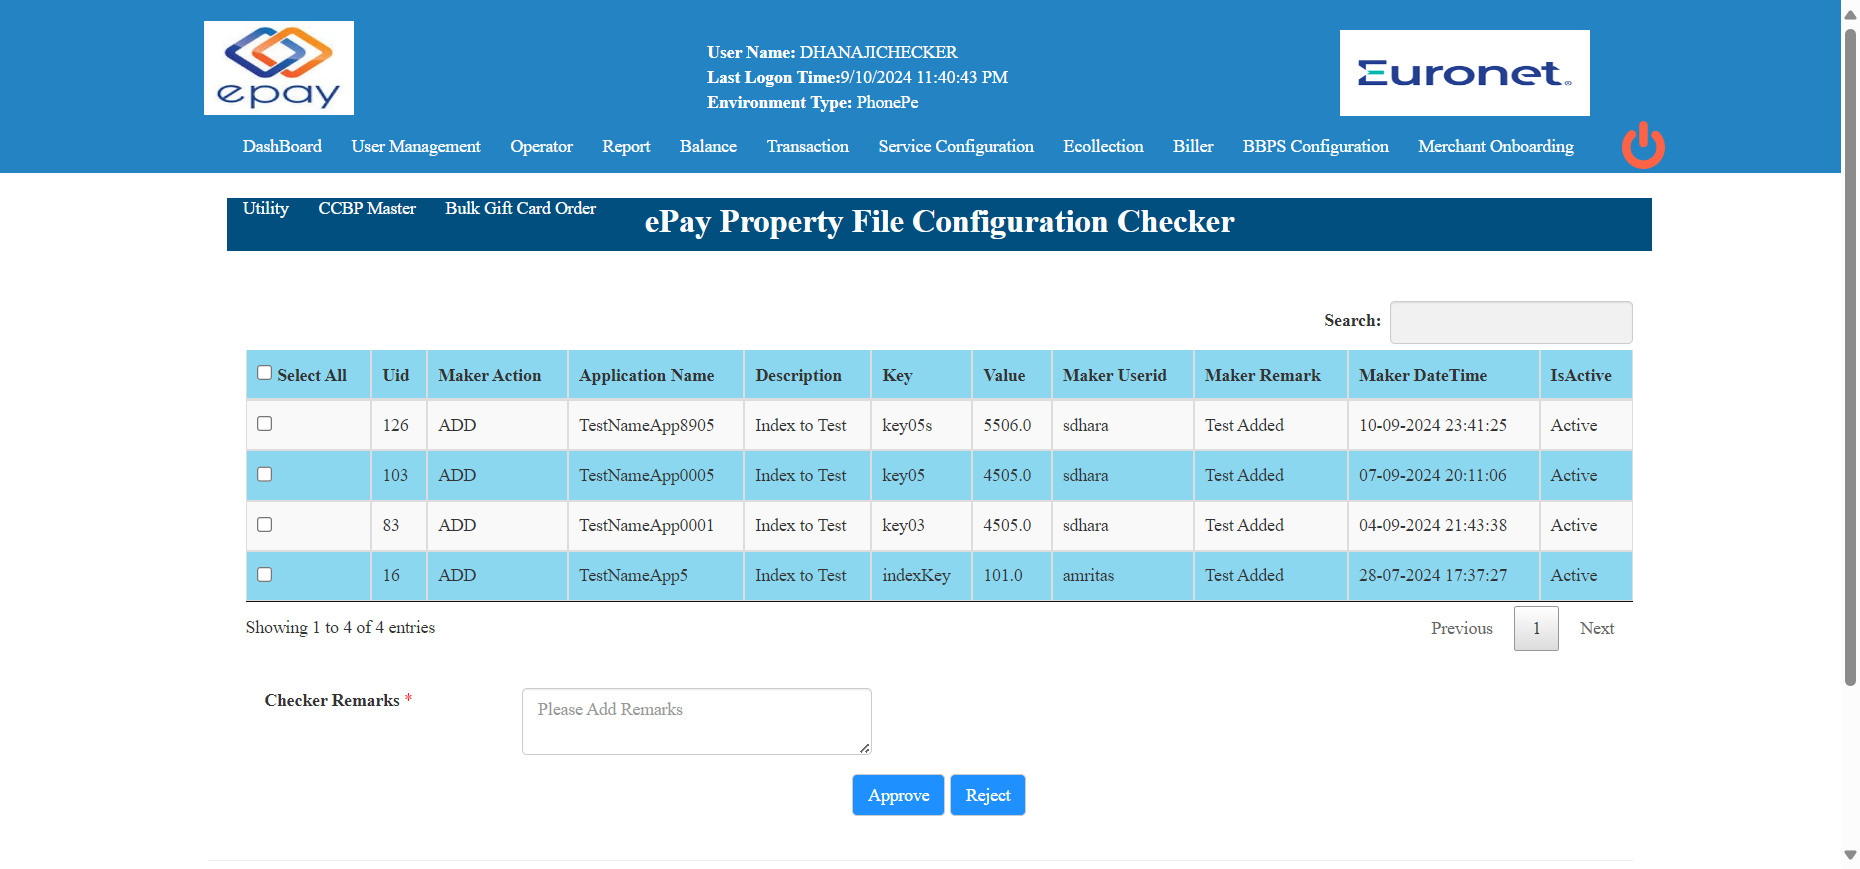 epay
User Name: DHANAJICHECKER
Last Logon Time:9/10/2024 11:40:43 PM
Environment Type: PhonePe
Euronet®
DashBoard User Management Operator Report Balance Transaction Service Configuration Ecollection Biller BBPS Configuration Merchant Onboarding
Utility CCBP Master Bulk Gift Card Order
ePay Property File Configuration Checker
Search:
Select All Uid Maker Action Application Name Description Key Value Maker Userid Maker Remark Maker DateTime IsActive
126 ADD TestNameApp8905 Index to Test key05s 5506.0 sdhara Test Added 10-09-2024 23:41:25 Active
103 ADD TestNameApp0005 Index to Test key05 4505.0 sdhara Test Added 07-09-2024 20:11:06 Active
83 ADD TestNameApp0001 Index to Test key03 4505.0 sdhara Test Added 04-09-2024 21:43:38 Active
16 ADD TestNameApp5 Index to Test indexKey 101.0 amritas Test Added 28-07-2024 17:37:27 Active
Showing 1 to 4 of 4 entries
Previous 1 Next
Checker Remarks *
Please Add Remarks
Approve Reject